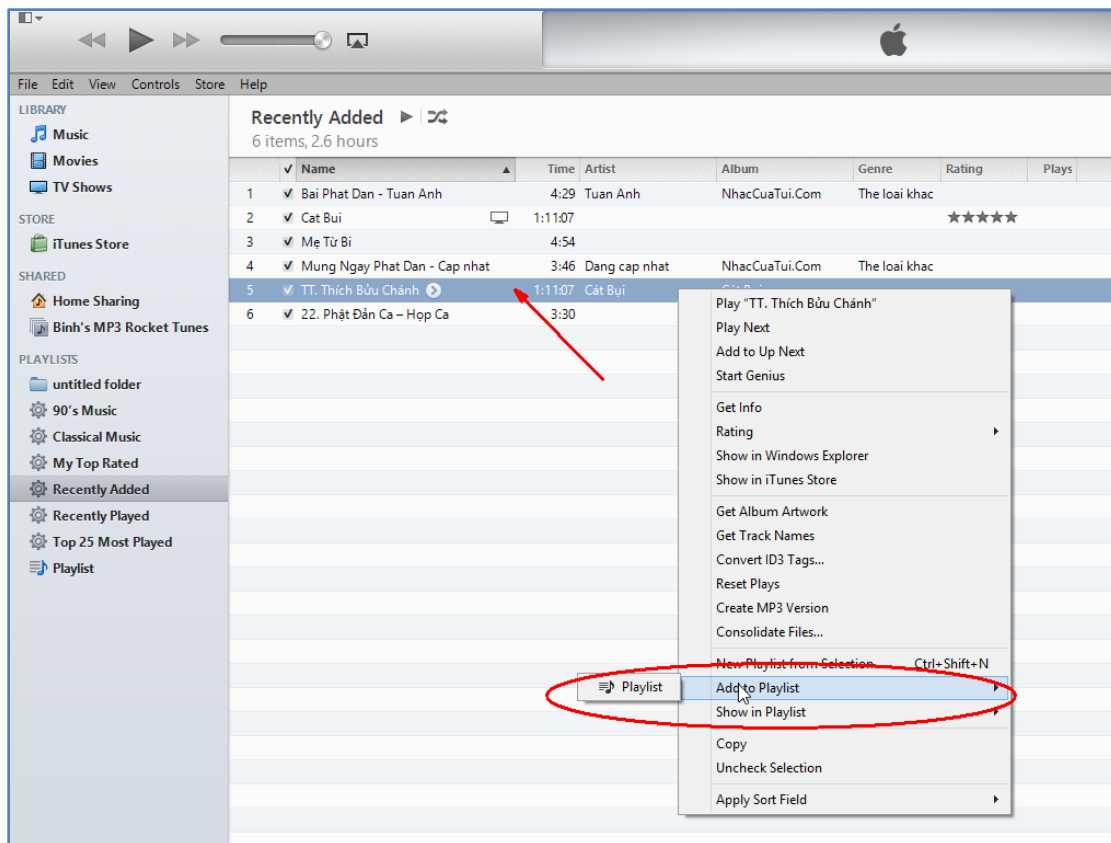 File Edit View Controls Store Help
LIBRARY
Music
Movies
TV Shows
STORE
iTunes Store
SHARED
Home Sharing
Binh's MP3 Rocket Tunes
PLAYLISTS
untitled folder
90's Music
Classical Music
My Top Rated
Recently Added
Recently Played
Top 25 Most Played
Playlist
Recently Added
6 items, 2.6 hours
Name Time Artist Album Genre Rating Plays
1 Bai Phat Dan - Tuan Anh 4:29 Tuan Anh NhacCuaTui.Com The loai khac
2 Cat Bui 1:11:07 ★★★★★
3 Mẹ Từ Bi 4:54
4 Mung Ngay Phat Dan - Cap nhat 3:46 Dang cap nhat NhacCuaTui.Com The loai khac
5 TT. Thích Bửu Chánh 1:11:07 Cát Bụi
6 22. Phật Đản Ca – Họp Ca 3:30
Play “TT. Thích Bửu Chánh”
Play Next
Add to Up Next
Start Genius
Get Info
Rating
Show in Windows Explorer
Show in iTunes Store
Get Album Artwork
Get Track Names
Convert ID3 Tags...
Reset Plays
Create MP3 Version
Consolidate Files...
New Playlist from Selection Ctrl+Shift+N
Playlist Add to Playlist
Show in Playlist
Copy
Uncheck Selection
Apply Sort Field